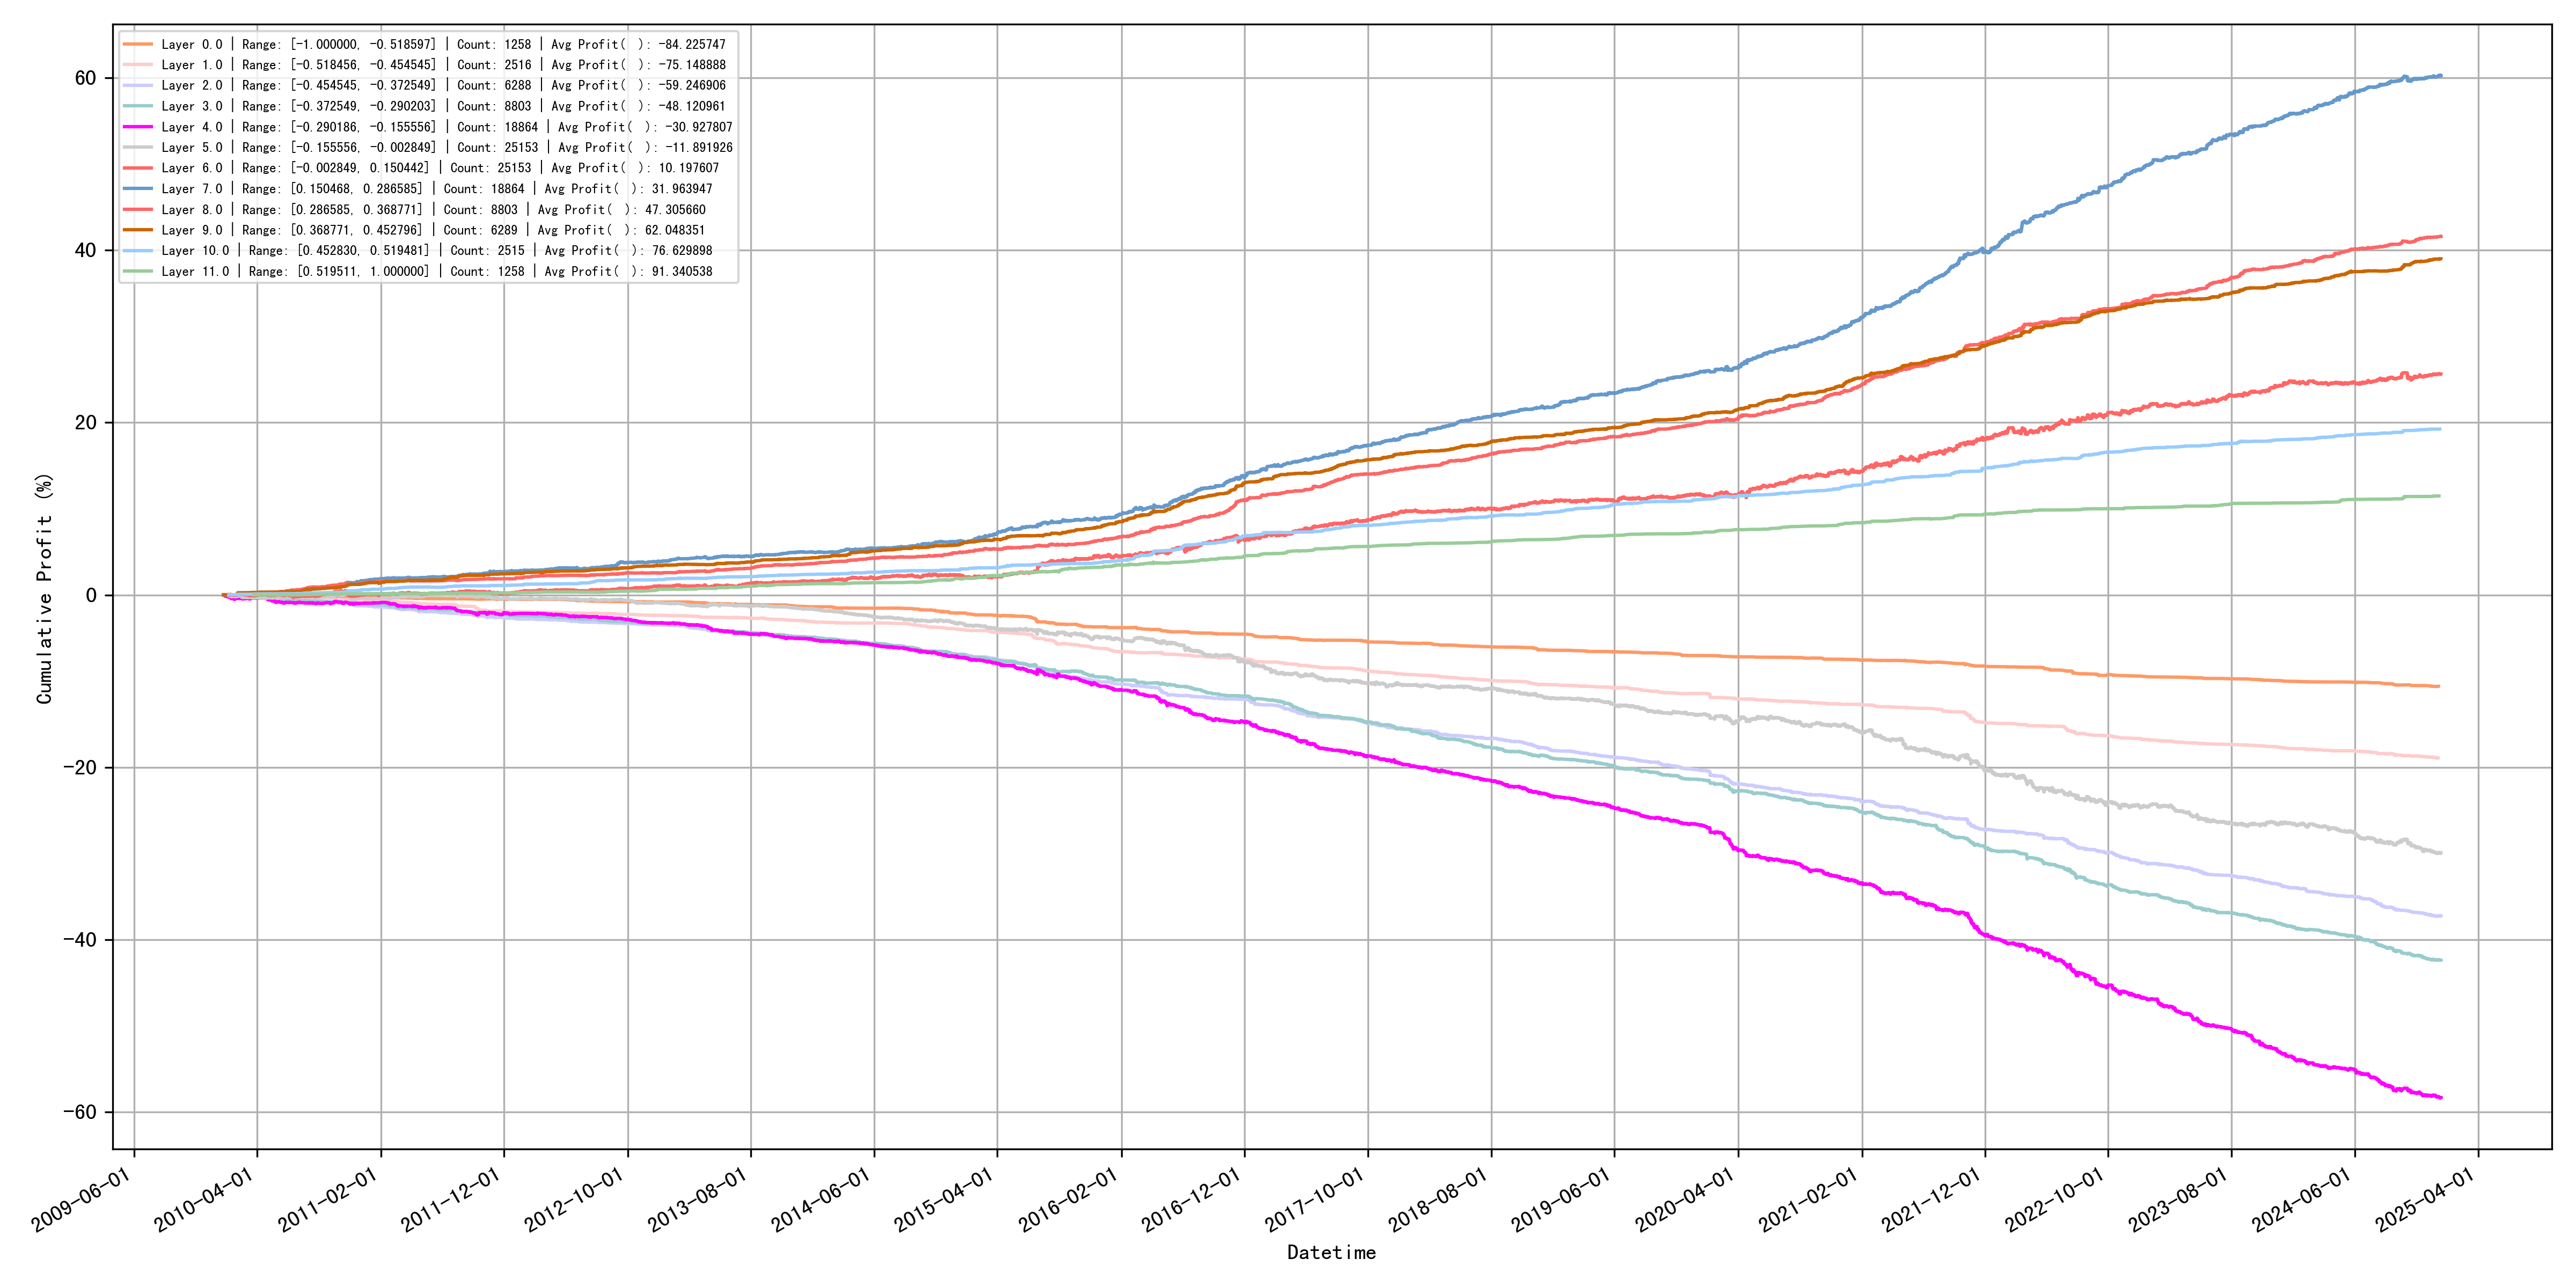 Layer 0.0 | Range: [-1.000000, -0.518597] | Count: 1258 | Avg Profit( ): -84.225747
Layer 1.0 | Range: [-0.518456, -0.454545] | Count: 2516 | Avg Profit( ): -75.148888
Layer 2.0 | Range: [-0.454545, -0.372549] | Count: 6288 | Avg Profit( ): -59.246906
Layer 3.0 | Range: [-0.372549, -0.290203] | Count: 8803 | Avg Profit( ): -48.120961
Layer 4.0 | Range: [-0.290186, -0.155556] | Count: 18864 | Avg Profit( ): -30.927807
Layer 5.0 | Range: [-0.155556, -0.002849] | Count: 25153 | Avg Profit( ): -11.891926
Layer 6.0 | Range: [-0.002849, 0.150442] | Count: 25153 | Avg Profit( ): 10.197607
Layer 7.0 | Range: [0.150468, 0.286585] | Count: 18864 | Avg Profit( ): 31.963947
Layer 8.0 | Range: [0.286585, 0.368771] | Count: 8803 | Avg Profit( ): 47.305660
Layer 9.0 | Range: [0.368771, 0.452796] | Count: 6289 | Avg Profit( ): 62.048351
Layer 10.0 | Range: [0.452830, 0.519481] | Count: 2515 | Avg Profit( ): 76.629898
Layer 11.0 | Range: [0.519511, 1.000000] | Count: 1258 | Avg Profit( ): 91.340538
60
40
20
0
-20
-40
-60
Cumulative Profit (%)
2009-06-01
2010-04-01
2011-02-01
2011-12-01
2012-10-01
2013-08-01
2014-06-01
2015-04-01
2016-02-01
2016-12-01
2017-10-01
2018-08-01
2019-06-01
2020-04-01
2021-02-01
2021-12-01
2022-10-01
2023-08-01
2024-06-01
2025-04-01
Datetime